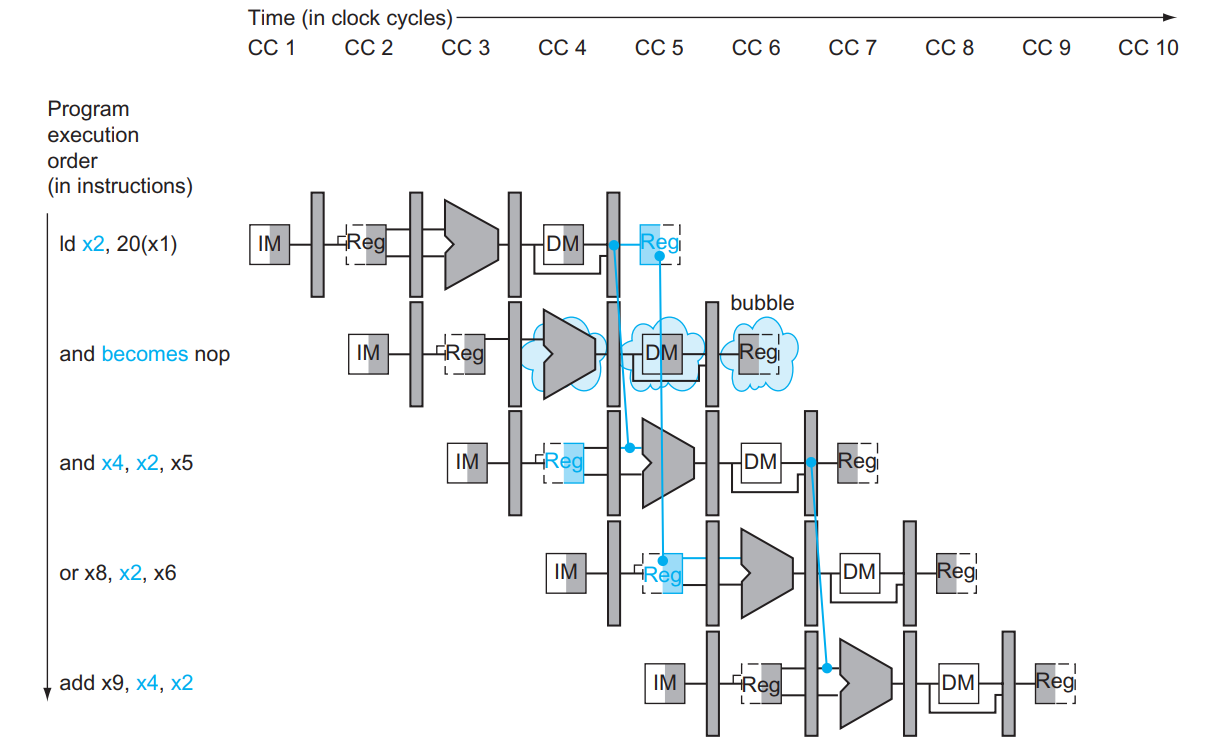 Time (in clock cycles)
CC 1 CC 2 CC 3 CC 4 CC 5 CC 6 CC 7 CC 8 CC 9 CC 10
Program
execution
order
(in instructions)
ld x2, 20(x1) IM Reg DM Reg
bubble
and becomes nop IM Reg DM Reg
and x4, x2, x5 IM Reg DM Reg
or x8, x2, x6 IM Reg DM Reg
add x9, x4, x2 IM Reg DM Reg